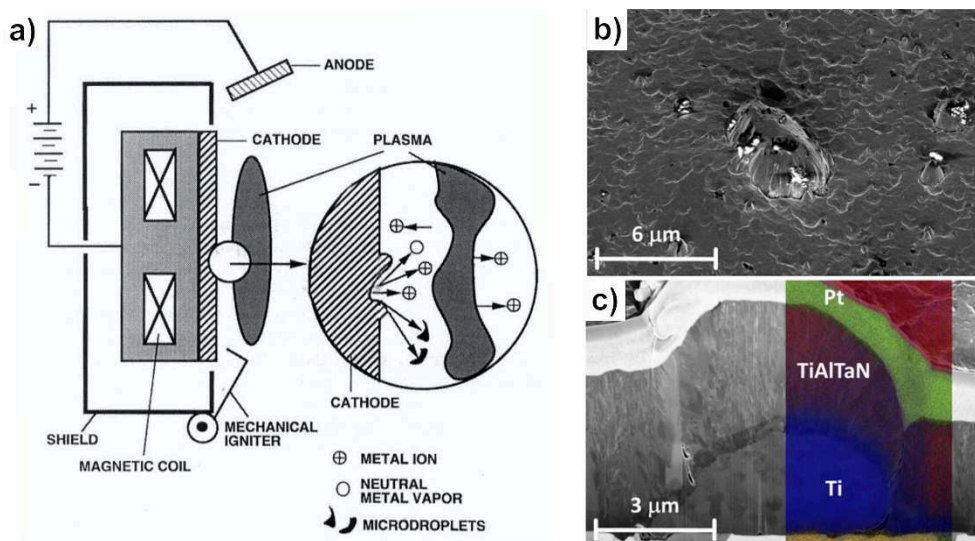 a)
ANODE
+
CATHODE
PLASMA
−
CATHODE
SHIELD
MECHANICAL
IGNITER
MAGNETIC COIL
METAL ION
NEUTRAL
METAL VAPOR
MICRODROPLETS
b)
6 μm
c)
Pt
TiAlTaN
Ti
3 μm